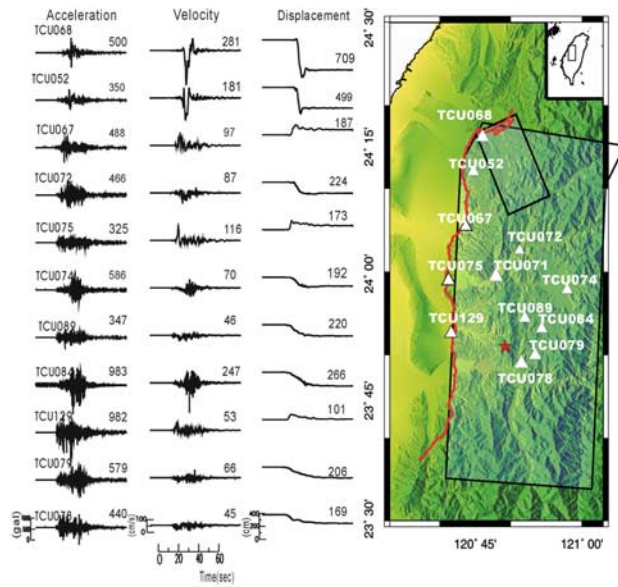 Acceleration Velocity Displacement
TCU068 500 281 709
TCU052 350 181 499
TCU067 488 97 187
TCU072 466 87 224
TCU075 325 116 173
TCU074 586 70 192
TCU089 347 46 220
TCU084 983 247 266
TCU129 982 53 101
TCU079 579 66 206
TCU078 440 45 169
(gal) (cm/s) (cm)
0 20 40 60
Time(sec)
24° 30'
24° 15'
24° 00'
23° 45'
23° 30'
TCU068
TCU052
TCU067
TCU072
TCU075
TCU071
TCU074
TCU089
TCU084
TCU129
TCU079
TCU078
120° 45'
121° 00'